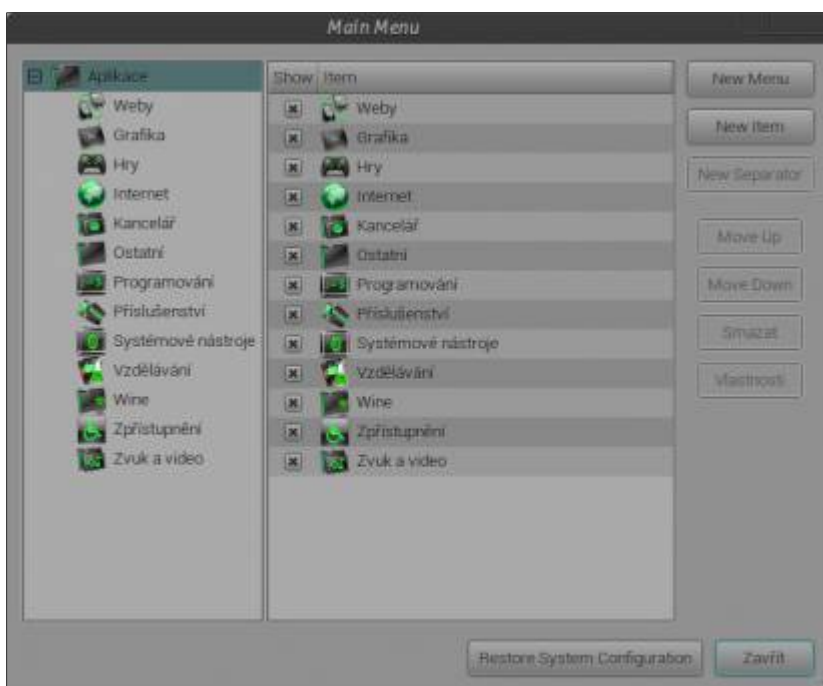 Main Menu
Aplikace
Weby
Grafika
Hry
Internet
Kancelář
Ostatní
Programování
Příslušenství
Systémové nástroje
Vzdělávání
Wine
Zpřístupnění
Zvuk a video
Show Item
Weby
Grafika
Hry
Internet
Kancelář
Ostatní
Programování
Příslušenství
Systémové nástroje
Vzdělávání
Wine
Zpřístupnění
Zvuk a video
New Menu
New Item
New Separator
Move Up
Move Down
Smazat
Vlastnosti
Restore System Configuration
Zavřít